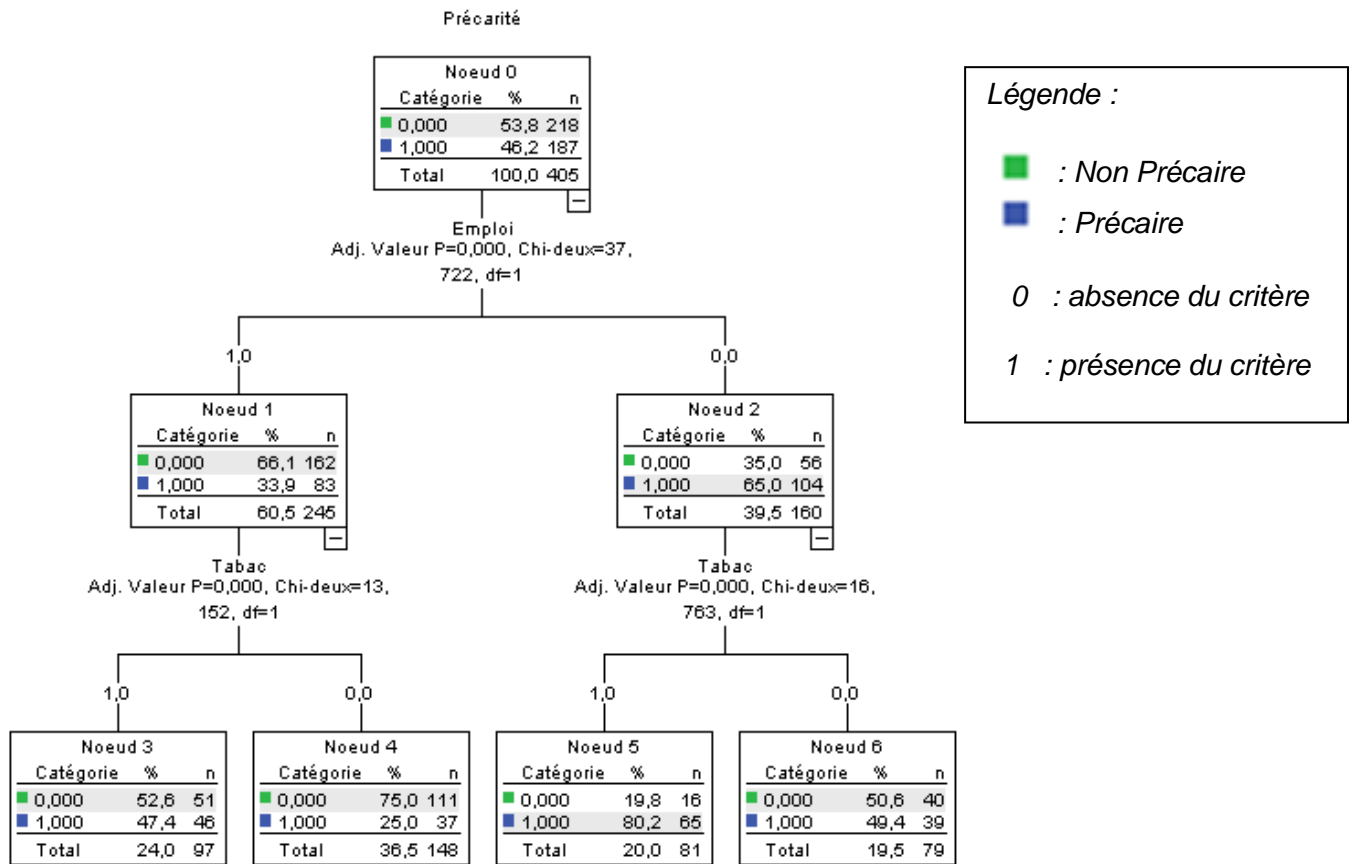 Précarité
Noeud 0
Catégorie % n
0,000 53,8 218
1,000 46,2 187
Total 100,0 405
Emploi
Adj. Valeur P=0,000, Chi-deux=37,
722, df=1
1,0 0,0
Noeud 1
Catégorie % n
0,000 66,1 162
1,000 33,9 83
Total 60,5 245
Noeud 2
Catégorie % n
0,000 35,0 56
1,000 65,0 104
Total 39,5 160
Tabac
Adj. Valeur P=0,000, Chi-deux=13,
152, df=1
Tabac
Adj. Valeur P=0,000, Chi-deux=16,
763, df=1
1,0 0,0
1,0 0,0
Noeud 3
Catégorie % n
0,000 52,6 51
1,000 47,4 46
Total 24,0 97
Noeud 4
Catégorie % n
0,000 75,0 111
1,000 25,0 37
Total 36,5 148
Noeud 5
Catégorie % n
0,000 19,8 16
1,000 80,2 65
Total 20,0 81
Noeud 6
Catégorie % n
0,000 50,6 40
1,000 49,4 39
Total 19,5 79
Légende :
: Non Précaire
: Précaire
0 : absence du critère
1 : présence du critère